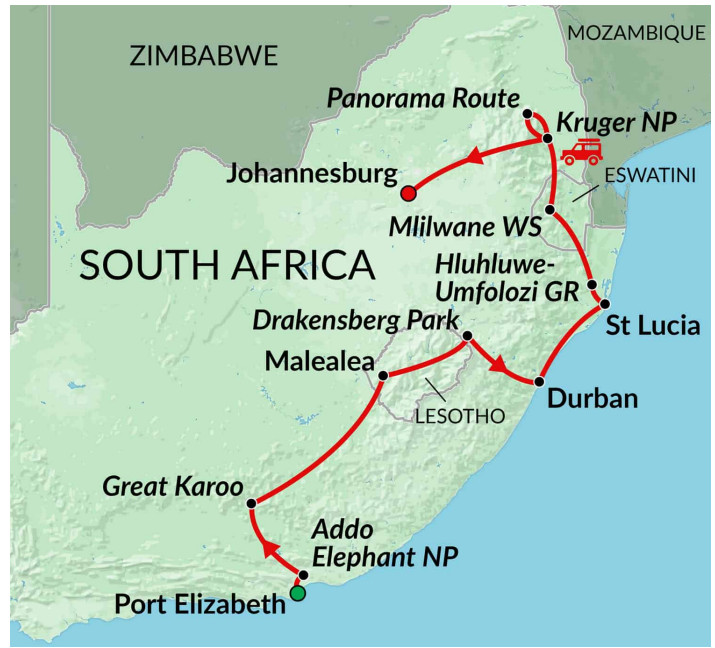 MOZAMBIQUE
ZIMBABWE
Panorama Route
Kruger NP
Johannesburg
ESWATINI
Mlilwane WS
SOUTH AFRICA
Hluhluwe-
Umfolozi GR
Drakensberg Park
St Lucia
Malealea
Durban
LESOTHO
Great Karoo
Addo
Elephant NP
Port Elizabeth